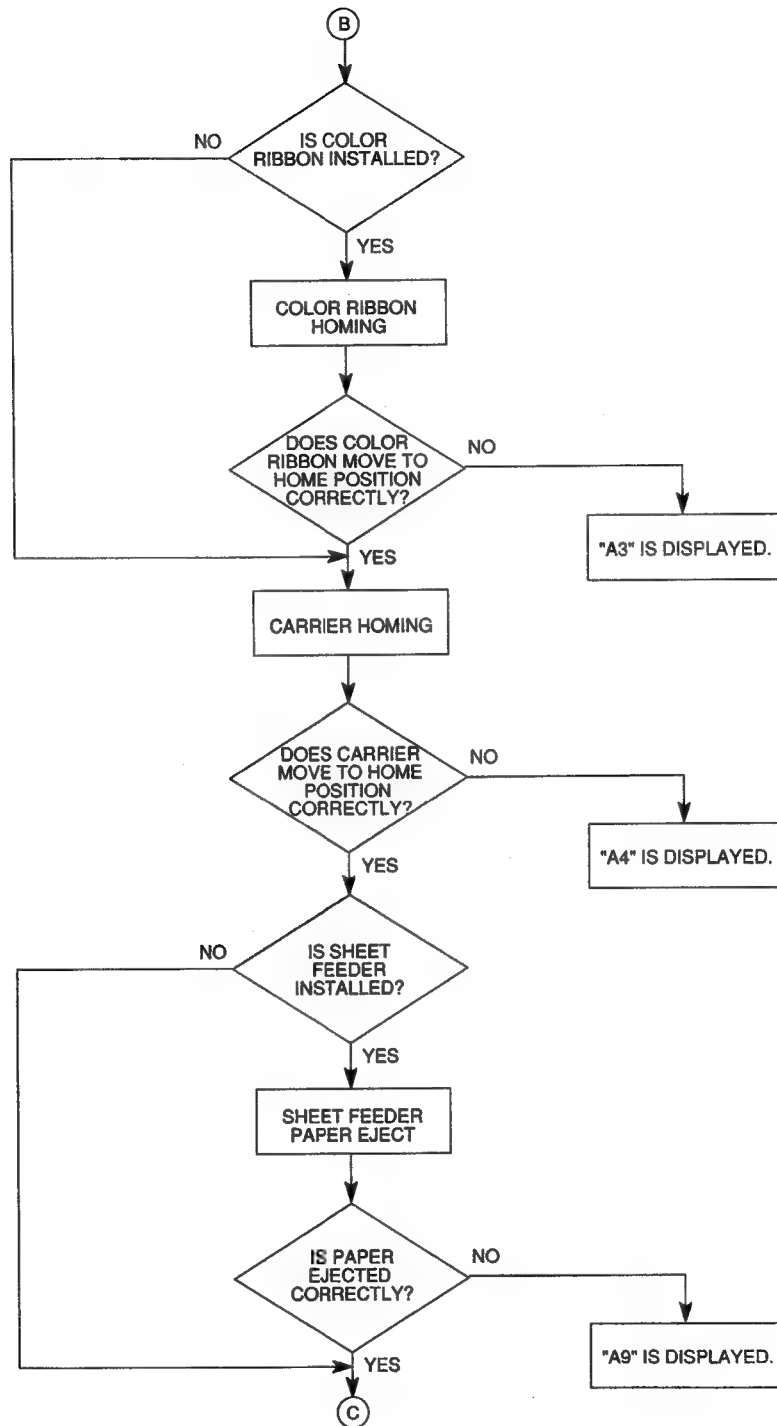 B
IS COLOR
RIBBON INSTALLED?
NO
YES
COLOR RIBBON
HOMING
DOES COLOR
RIBBON MOVE TO
HOME POSITION
CORRECTLY?
NO
YES
"A3" IS DISPLAYED.
CARRIER HOMING
DOES CARRIER
MOVE TO HOME
POSITION
CORRECTLY?
NO
YES
"A4" IS DISPLAYED.
IS SHEET
FEEDER
INSTALLED?
NO
YES
SHEET FEEDER
PAPER EJECT
IS PAPER
EJECTED
CORRECTLY?
NO
YES
"A9" IS DISPLAYED.
C